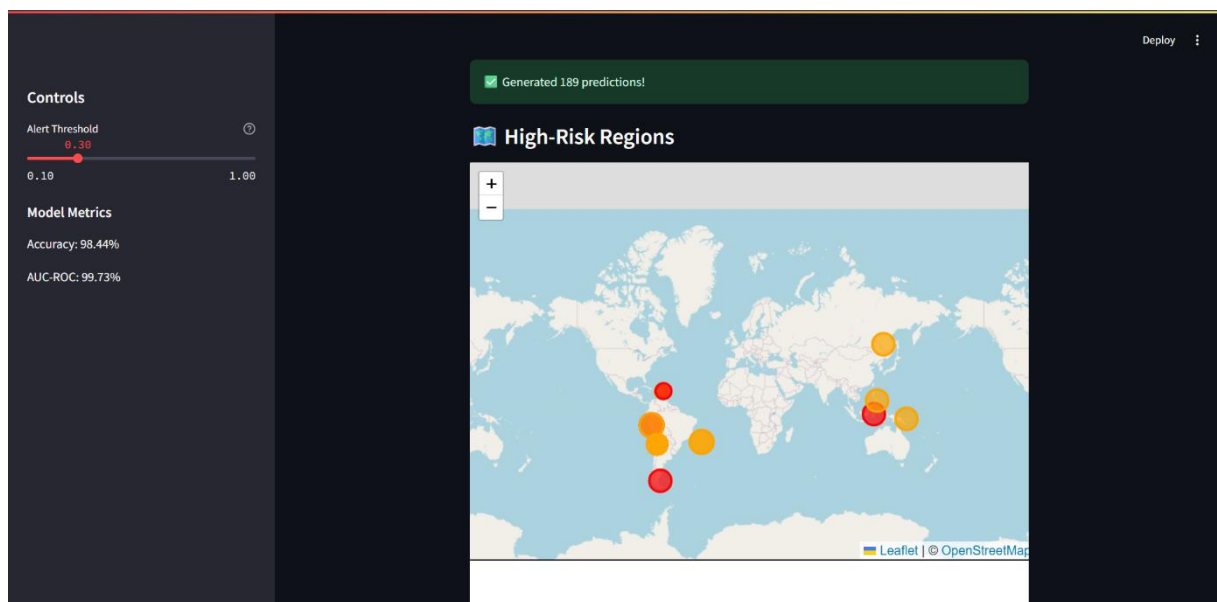 Deploy
Controls
Alert Threshold
0.30
0.10 1.00
Model Metrics
Accuracy: 98.44%
AUC-ROC: 99.73%
Generated 189 predictions!
High-Risk Regions
+
−
Leaflet | © OpenStreetMap